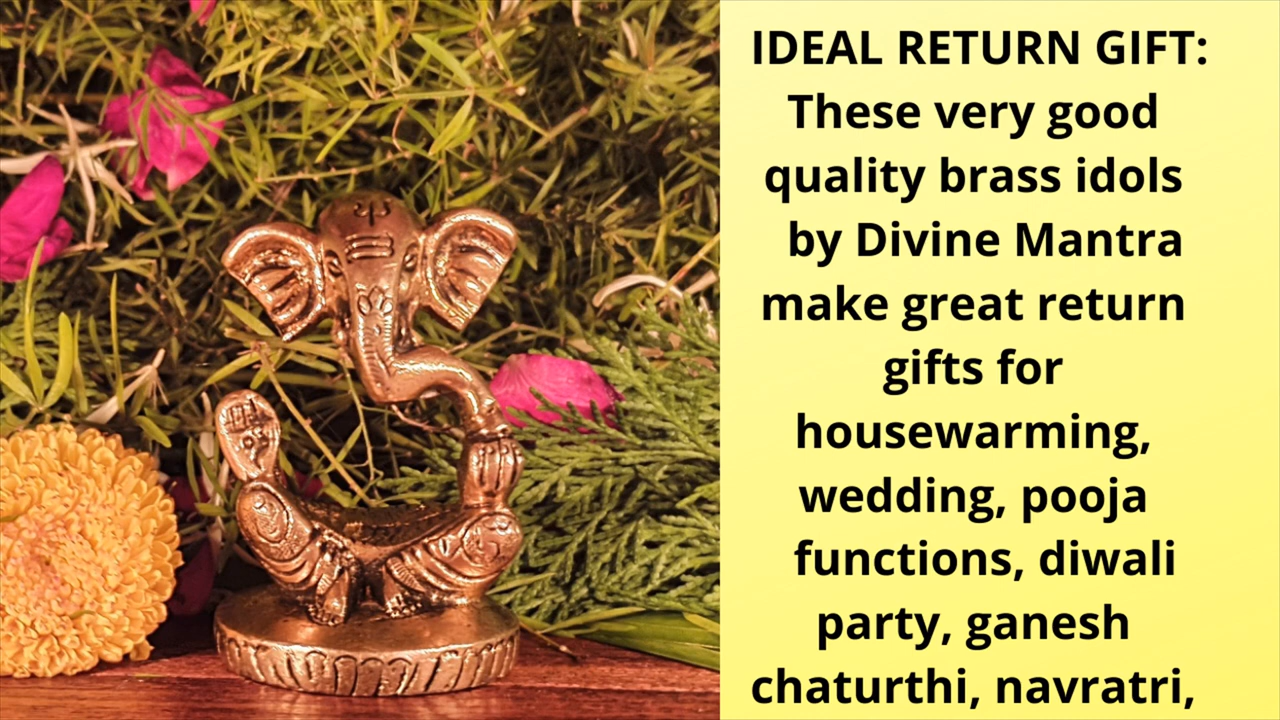 IDEAL RETURN GIFT:
These very good
quality brass idols
by Divine Mantra
make great return
gifts for
housewarming,
wedding, pooja
functions, diwali
party, ganesh
chaturthi, navratri,